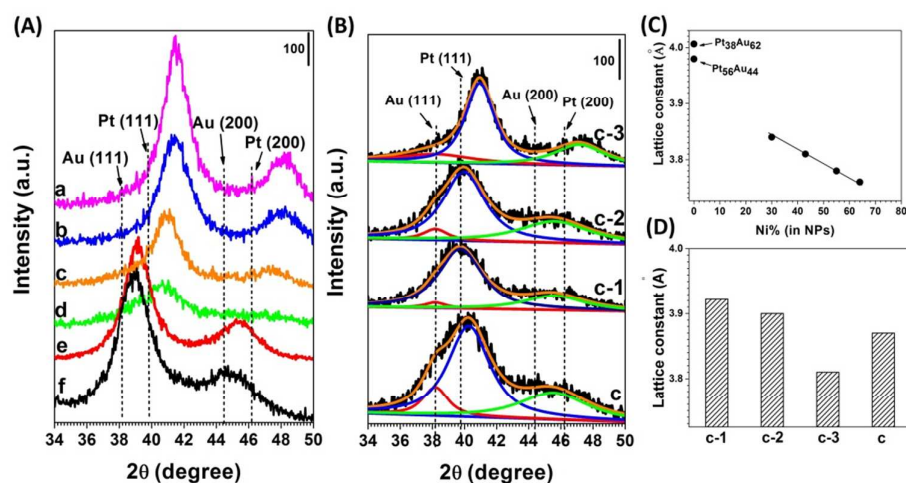 (A)
100
Pt (111)
Au (200)
Pt (200)
Au (111)
a
b
c
d
e
f
Intensity (a.u.)
34 36 38 40 42 44 46 48 50
2θ (degree)
(B)
100
Pt (111)
Au (111)
Au (200)
Pt (200)
c-3
c-2
c-1
c
Intensity (a.u.)
34 36 38 40 42 44 46 48 50
2θ (degree)
(C)
Lattice constant (Å)
4.0
3.9
3.8
3.7
Pt38Au62
Pt56Au44
0 10 20 30 40 50 60 70 80
Ni% (in NPs)
(D)
Lattice constant (Å)
4.0
3.9
3.8
c-1 c-2 c-3 c